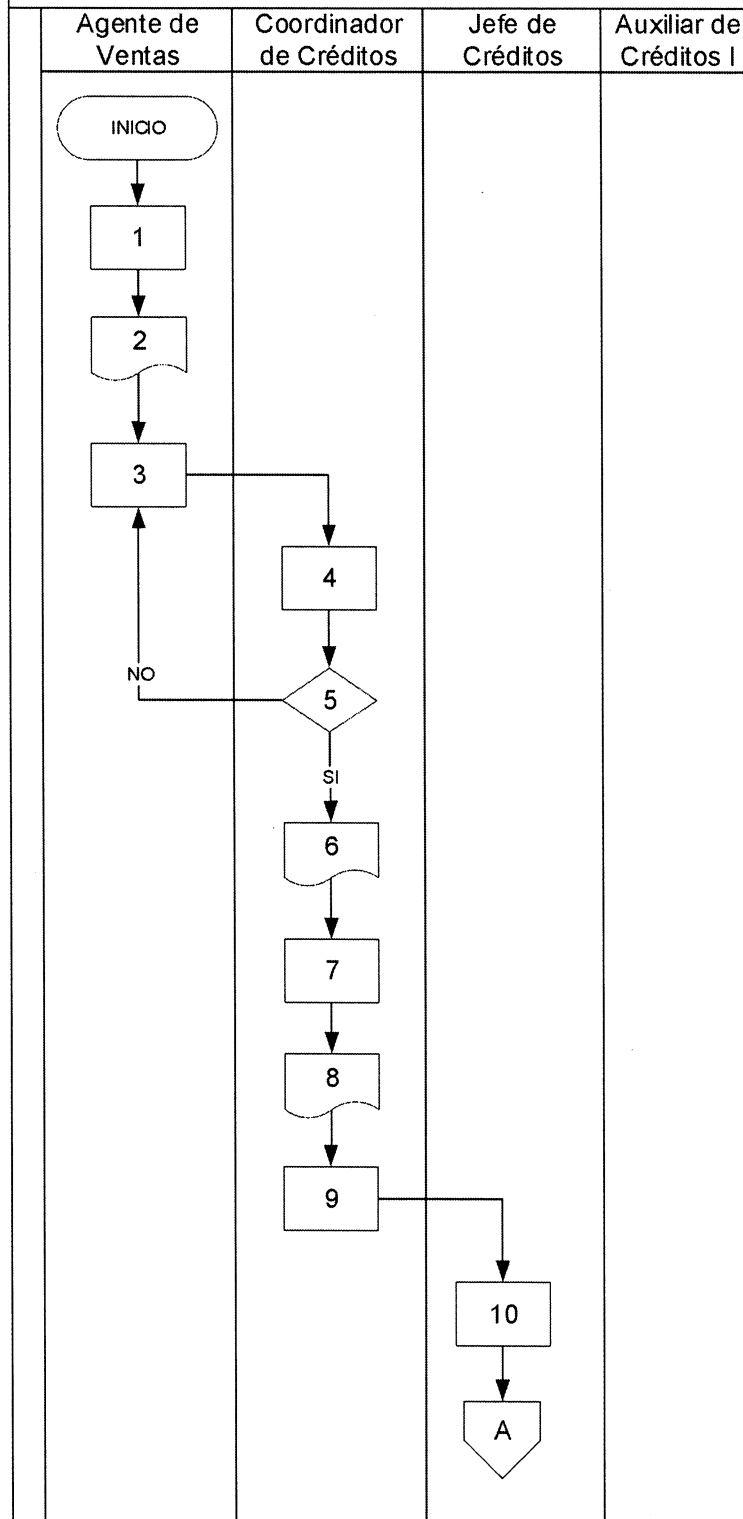 Agente de
Ventas
Coordinador
de Créditos
Jefe de
Créditos
Auxiliar de
Créditos I
INICIO
1
2
3
4
NO
5
SI
6
7
8
9
10
A